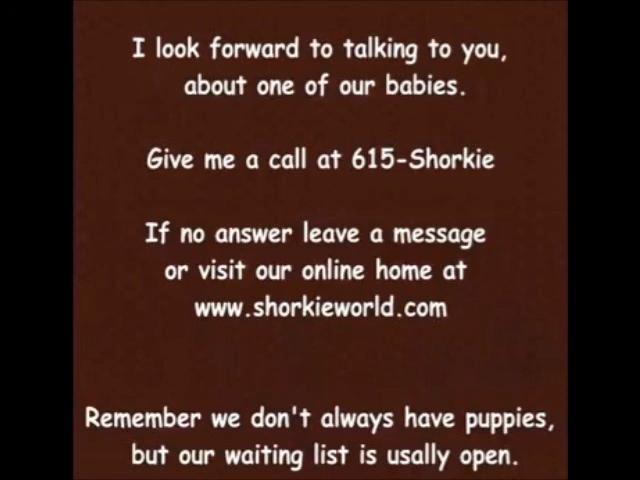 I look forward to talking to you,
about one of our babies.
Give me a call at 615-Shorkie
If no answer leave a message
or visit our online home at
www.shorkieworld.com
Remember we don't always have puppies,
but our waiting list is usally open.